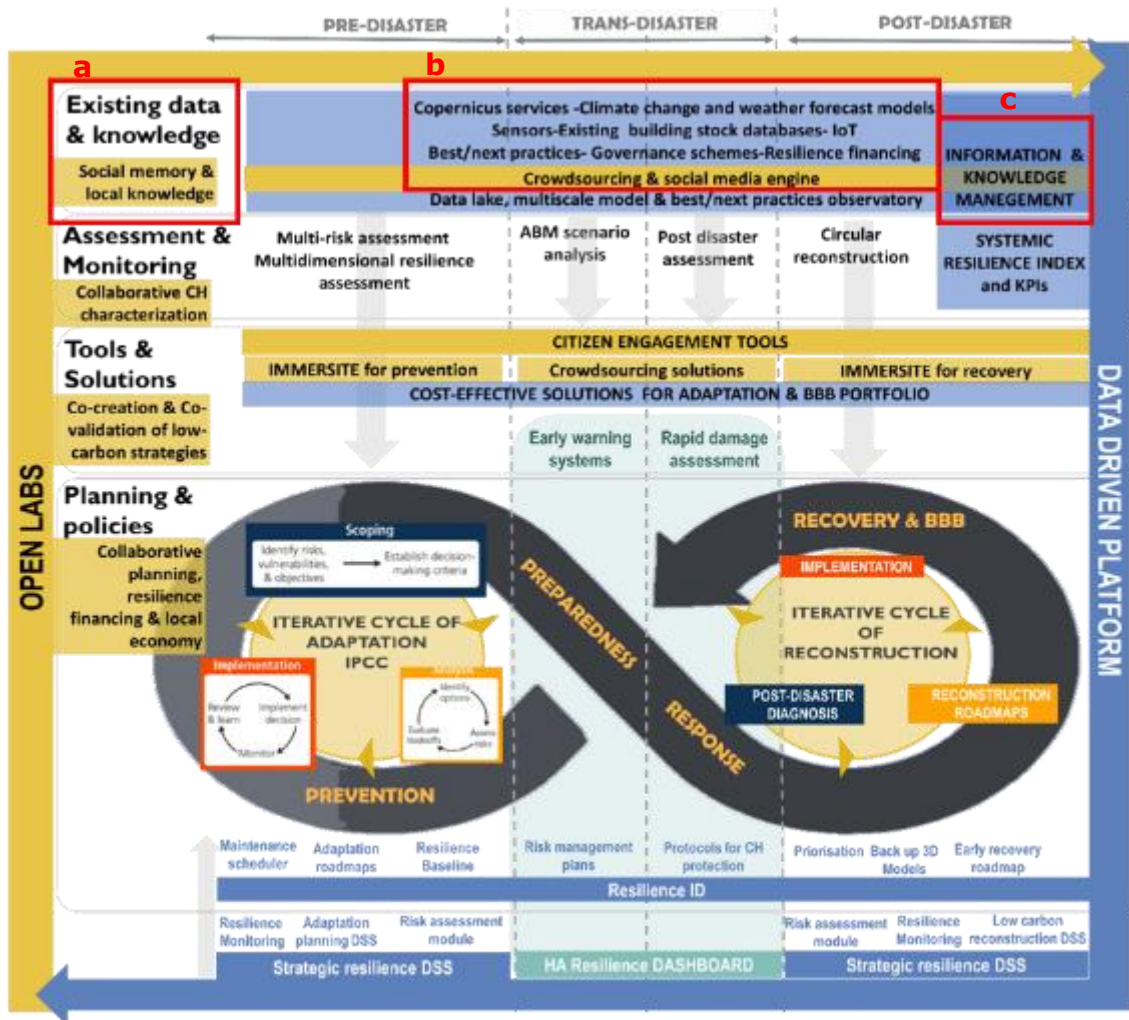 PRE-DISASTER
TRANS-DISASTER
POST-DISASTER
a
b
c
Existing data
& knowledge
Social memory &
local knowledge
Copernicus services -Climate change and weather forecast models
Sensors-Existing building stock databases- IoT
Best/next practices- Governance schemes-Resilience financing
Crowdsourcing & social media engine
Data lake, multiscale model & best/next practices observatory
INFORMATION &
KNOWLEDGE
MANEGEMENT
Assessment &
Monitoring
Collaborative CH
characterization
Multi-risk assessment
Multidimensional resilience
assessment
ABM scenario
analysis
Post disaster
assessment
Circular
reconstruction
SYSTEMIC
RESILIENCE INDEX
and KPIs
Tools &
Solutions
Co-creation & Co-
validation of low-
carbon strategies
CITIZEN ENGAGEMENT TOOLS
IMMERSITE for prevention
Crowdsourcing solutions
IMMERSITE for recovery
COST-EFFECTIVE SOLUTIONS FOR ADAPTATION & BBB PORTFOLIO
Early warning
systems
Rapid damage
assessment
Planning &
policies
Collaborative
planning,
resilience
financing & local
economy
Scoping
Identify risks,
vulnerabilities,
& objectives
Establish decision-
making criteria
ITERATIVE CYCLE OF
ADAPTATION
IPCC
Implementation
Review
& learn
Implement
decision
Monitor
Analysis
Identify
options
Assess
risks
Evaluate
tradeoffs
PREVENTION
PREPAREDNESS
RESPONSE
RECOVERY & BBB
IMPLEMENTATION
ITERATIVE CYCLE
OF
RECONSTRUCTION
POST-DISASTER
DIAGNOSIS
RECONSTRUCTION
ROADMAPS
Maintenance
scheduler
Adaptation
roadmaps
Resilience
Baseline
Risk management
plans
Protocols for CH
protection
Priorisation
Back up 3D
Models
Early recovery
roadmap
Resilience ID
Resilience
Monitoring
Adaptation
planning DSS
Risk assessment
module
Risk assessment
module
Resilience
Monitoring
Low carbon
reconstruction DSS
Strategic resilience DSS
HA Resilience DASHBOARD
Strategic resilience DSS
OPEN LABS
DATA DRIVEN PLATFORM